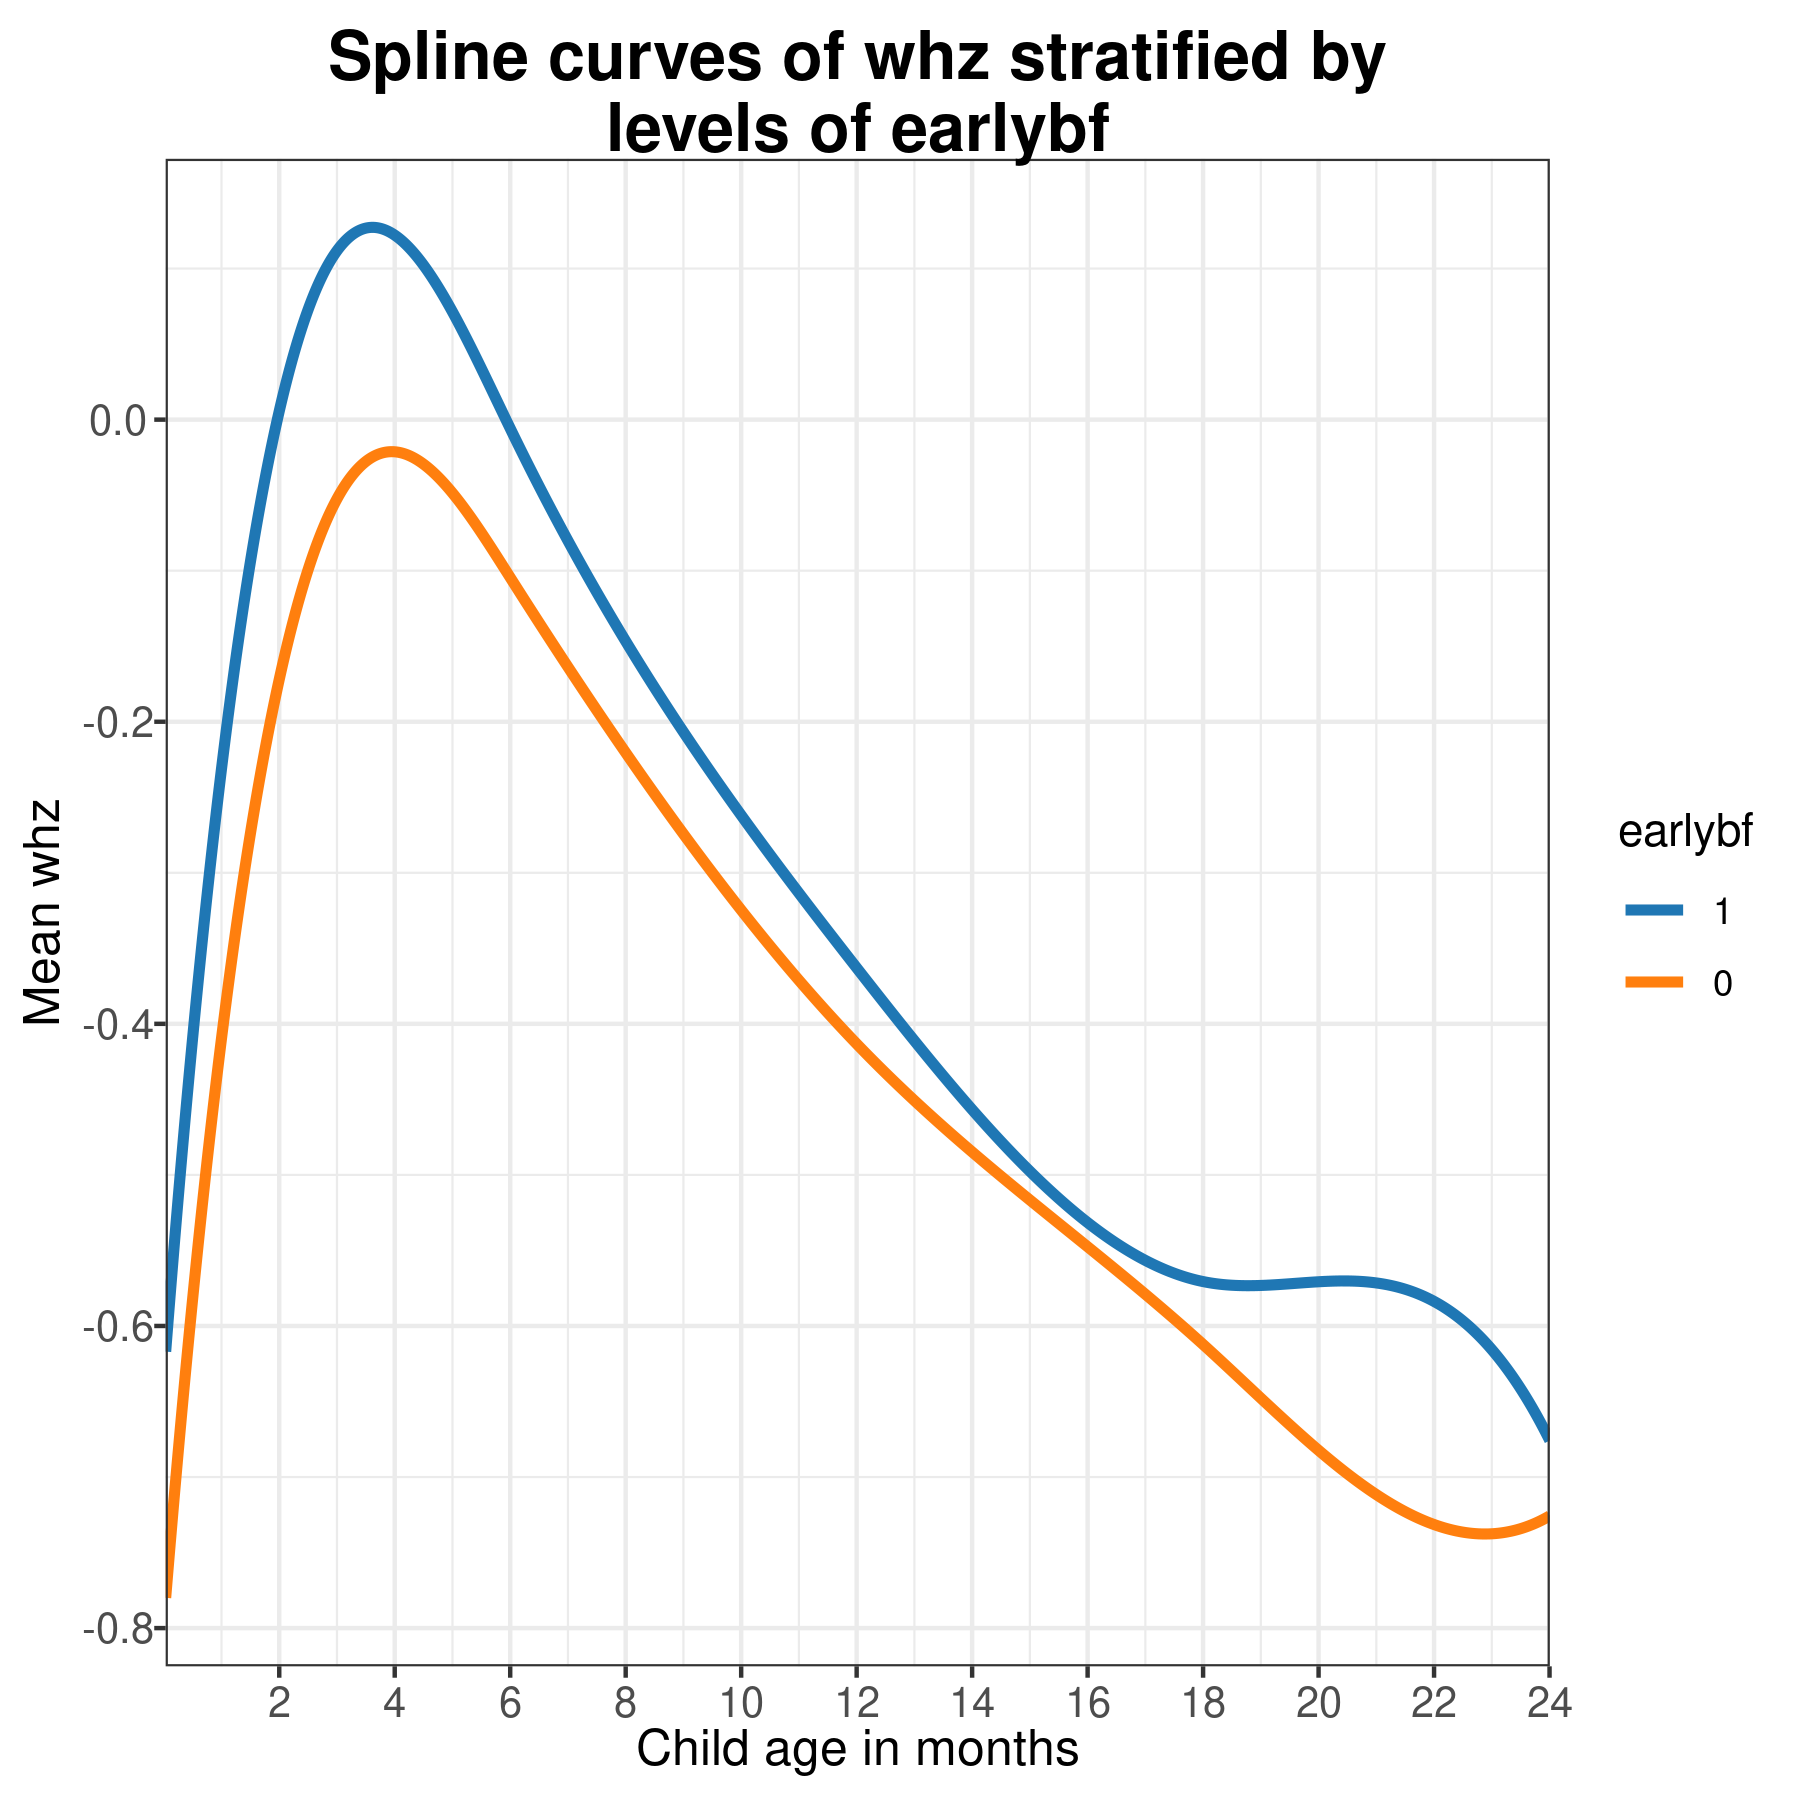 Spline curves of whz stratified by
levels of earlybf
0.0
-0.2
-0.4
-0.6
-0.8
Mean whz
2 4 6 8 10 12 14 16 18 20 22 24
Child age in months
earlybf
1
0